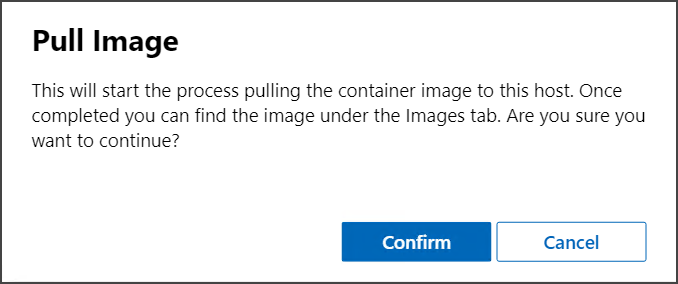 Pull Image
This will start the process pulling the container image to this host. Once
completed you can find the image under the Images tab. Are you sure you
want to continue?
Confirm
Cancel